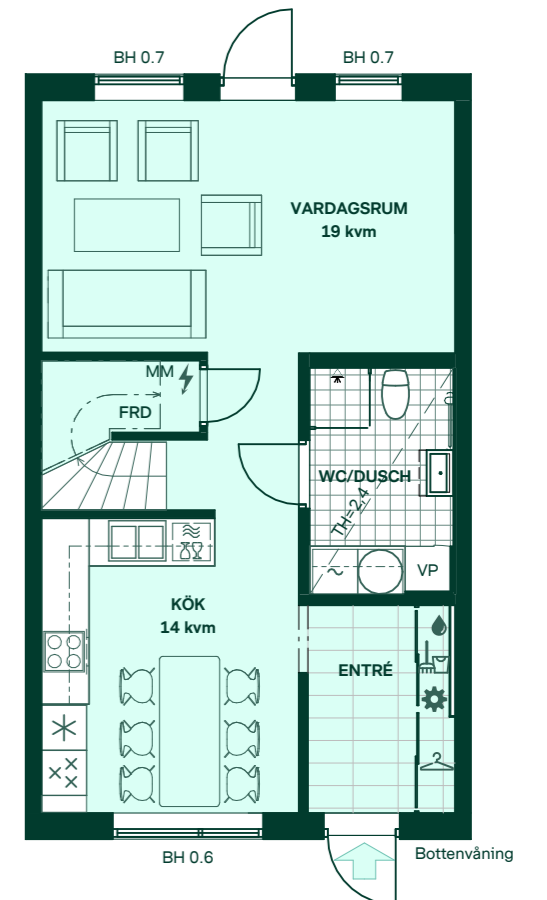 BH 0.7
BH 0.7
VARDAGSRUM
19 kvm
MM
FRD
WC/DUSCH
TH=2,4
VP
KÖK
14 kvm
ENTRÉ
BH 0.6
Bottenvåning